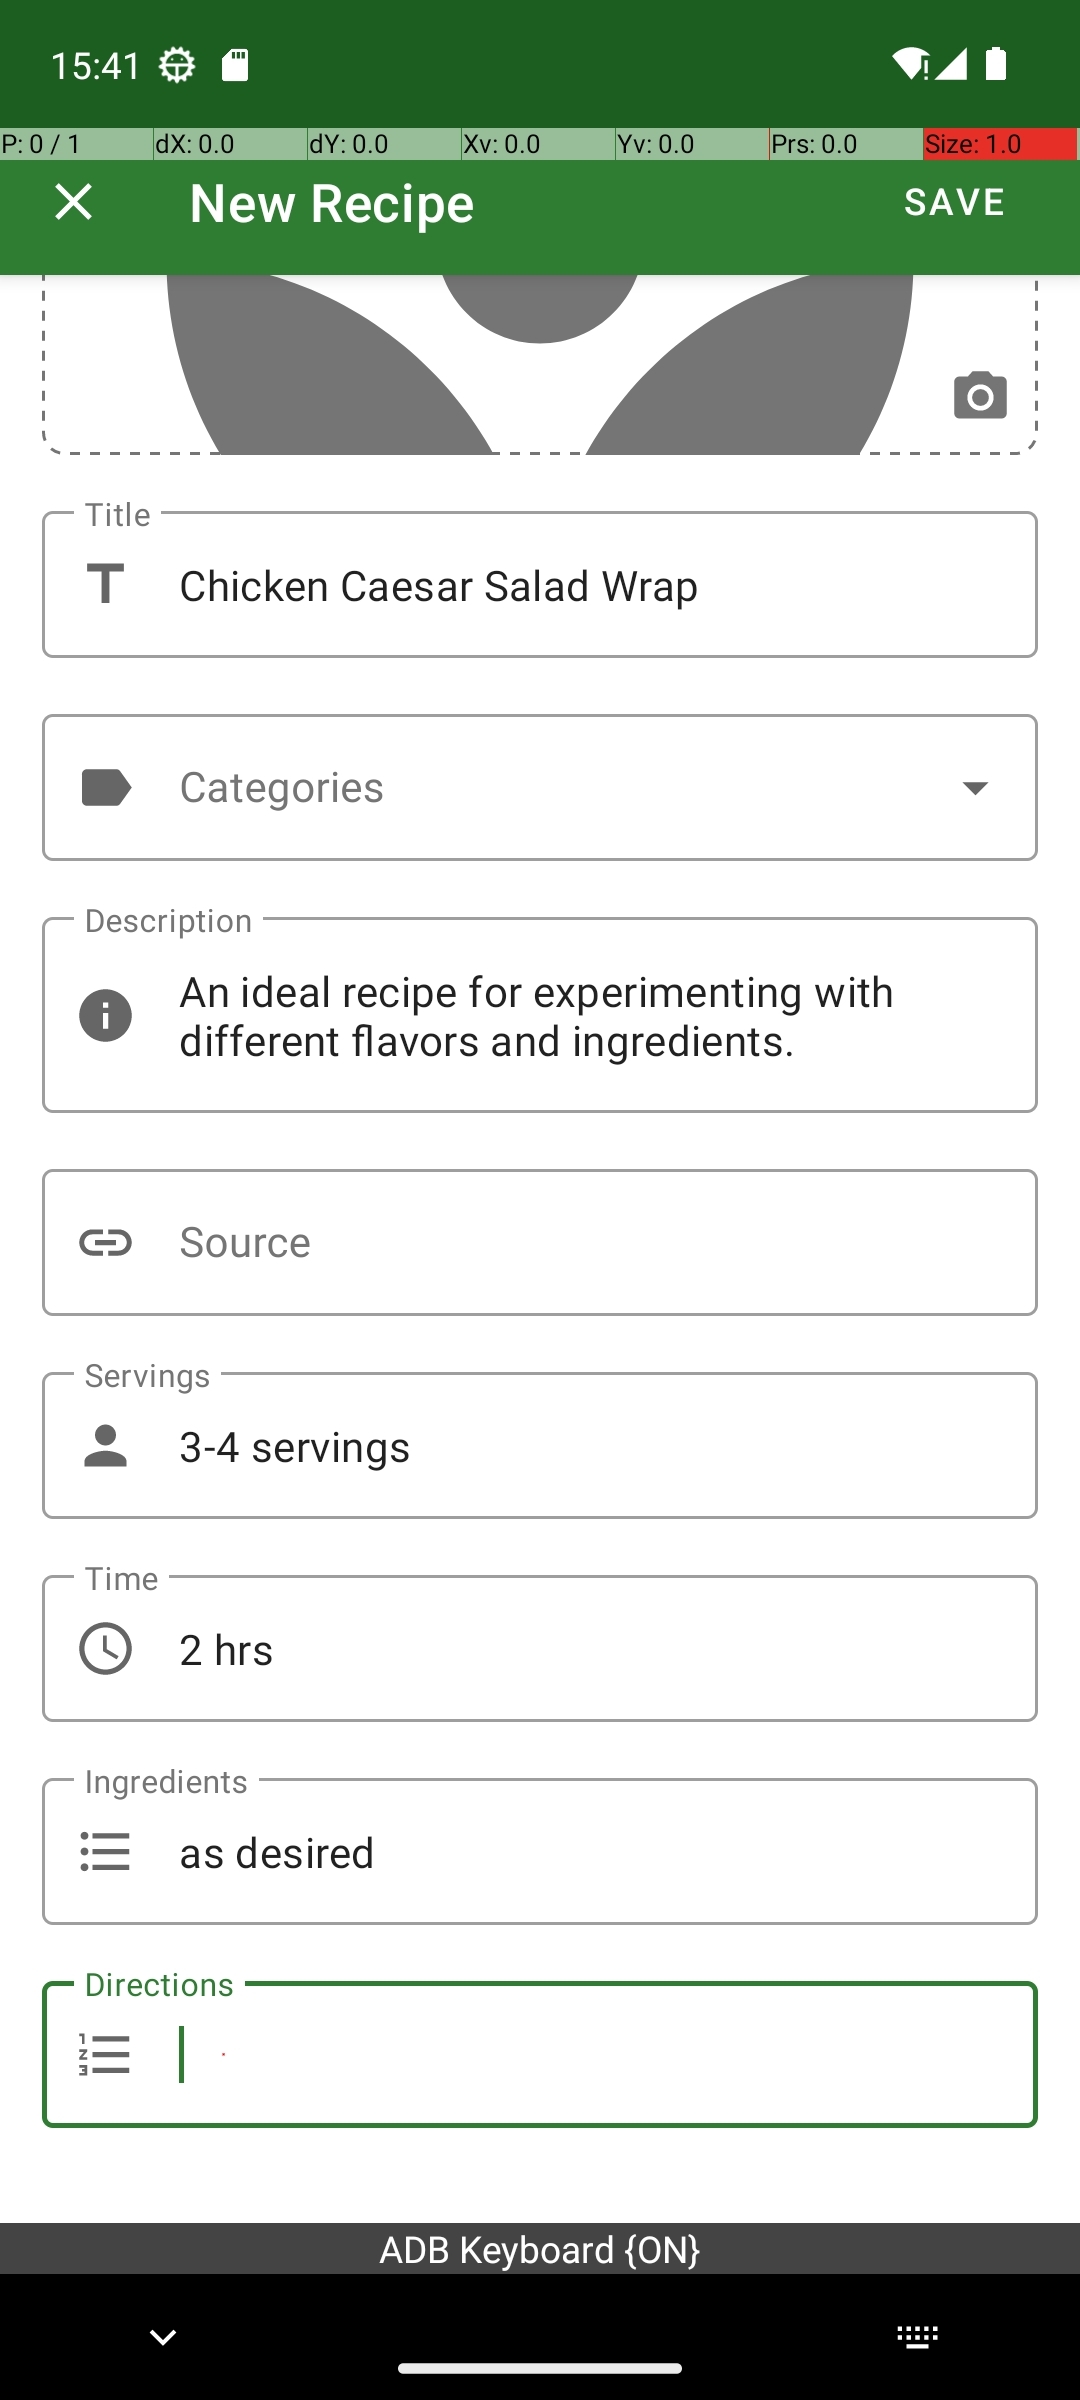 15:41
P: 0 / 1 dX: 0.0 dY: 0.0 Xv: 0.0 Yv: 0.0 Prs: 0.0 Size: 1.0
New Recipe SAVE
Title
Chicken Caesar Salad Wrap
Categories
Description
An ideal recipe for experimenting with
different flavors and ingredients.
Source
Servings
3-4 servings
Time
2 hrs
Ingredients
as desired
Directions
ADB Keyboard {ON}